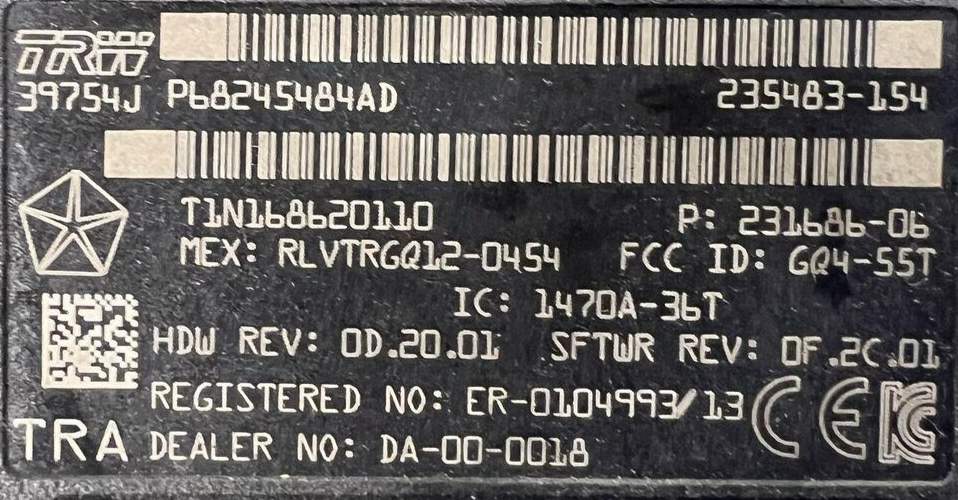 TRW
39754J P68245484AD 235483-154
T1N168620110 P: 231686-06
MEX: RLVTRGQ12-0454 FCC ID: GQ4-55T
IC: 1470A-36T
HDW REV: 0D.20.01 SFTWR REV: 0F.2C.01
REGISTERED NO: ER-0104993/13
TRA DEALER NO: DA-00-0018
CE